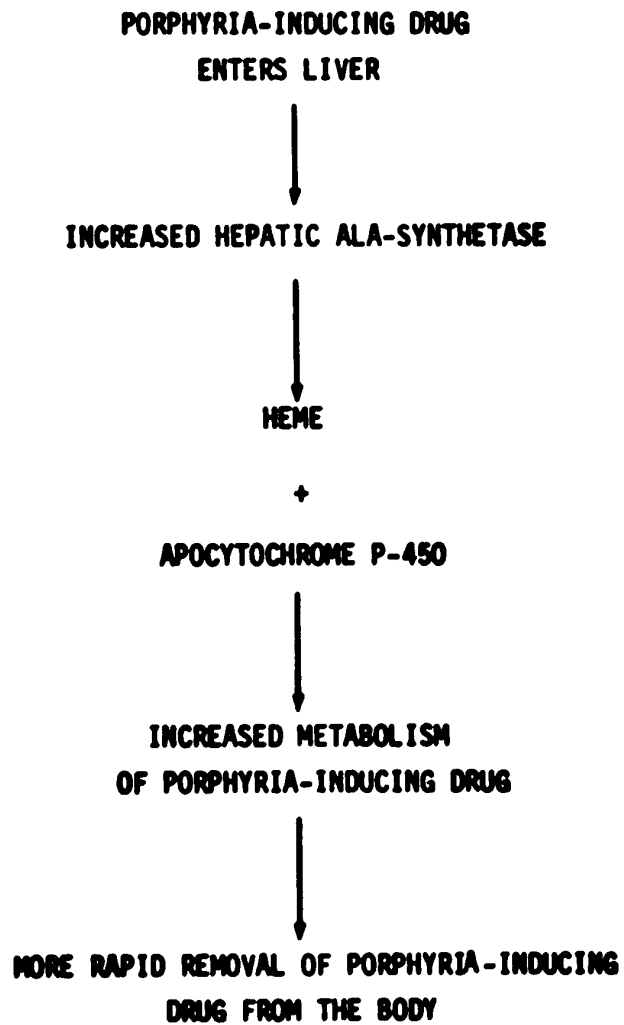 PORPHYRIA-INDUCING DRUG
ENTERS LIVER
INCREASED HEPATIC ALA-SYNTHETASE
HEME
+
APOCYTOCHROME P-450
INCREASED METABOLISM
OF PORPHYRIA-INDUCING DRUG
MORE RAPID REMOVAL OF PORPHYRIA-INDUCING
DRUG FROM THE BODY